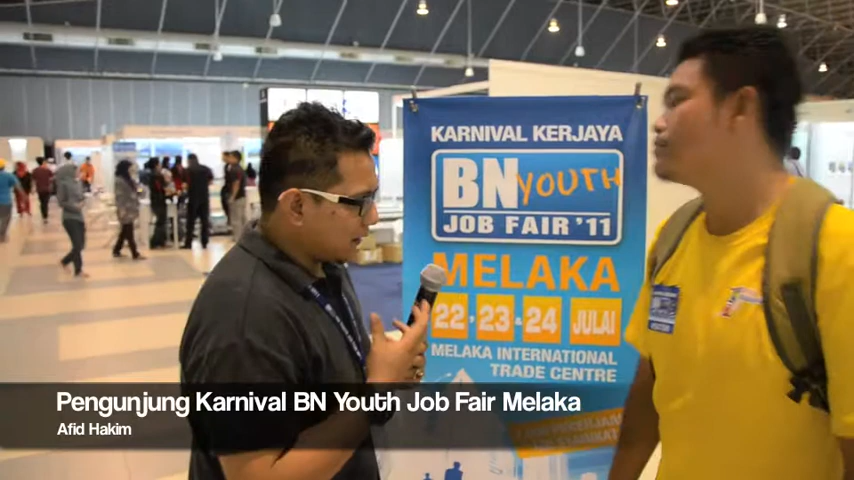 KARNIVAL KERJAYA
BN YOUTH
JOB FAIR '11
MELAKA
22, 23 & 24 JULAI
MELAKA INTERNATIONAL
TRADE CENTRE
Pengunjung Karnival BN Youth Job Fair Melaka
Afid Hakim